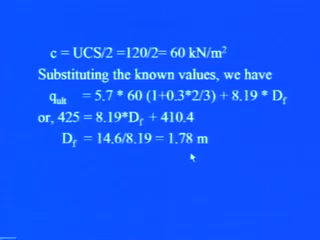 c = UCS/2 =120/2= 60 kN/m²
Substituting the known values, we have
qult = 5.7 * 60 (1+0.3*2/3) + 8.19 * Df
or, 425 = 8.19*Df + 410.4
Df = 14.6/8.19 = 1.78 m